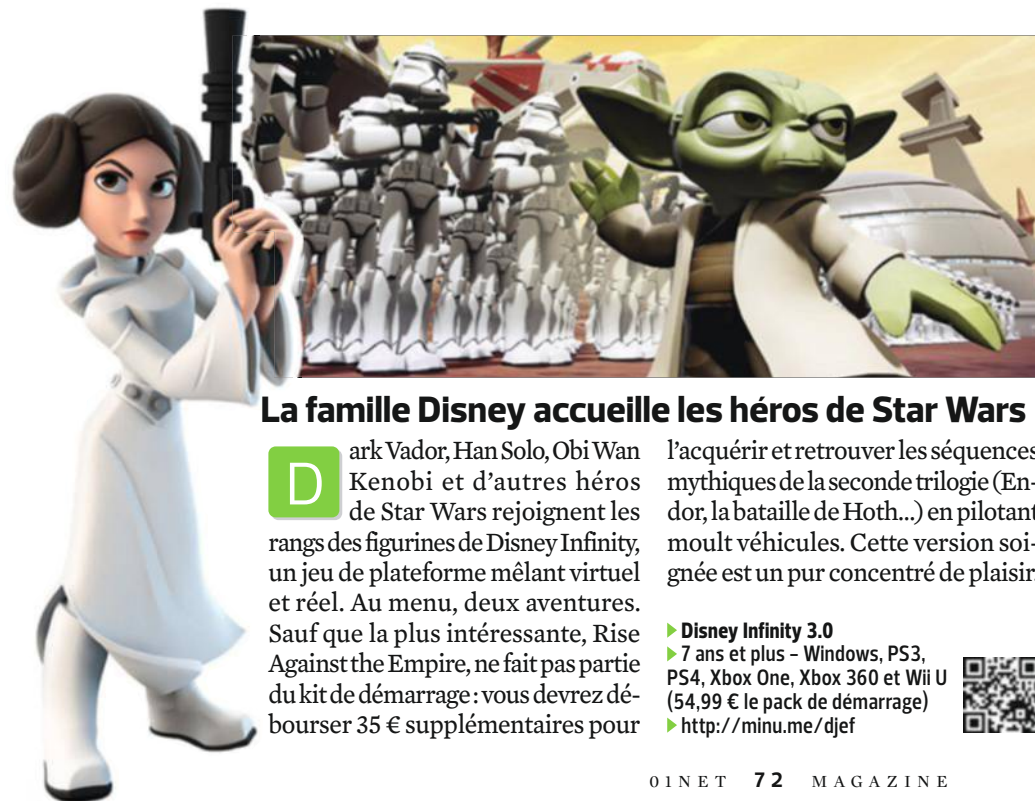 La famille Disney accueille les héros de Star Wars
Dark Vador, Han Solo, Obi Wan
Kenobi et d’autres héros
de Star Wars rejoignent les
rangs des figurines de Disney Infinity,
un jeu de plateforme mêlant virtuel
et réel. Au menu, deux aventures.
Sauf que la plus intéressante, Rise
Against the Empire, ne fait pas partie
du kit de démarrage : vous devrez dé-
bourser 35 € supplémentaires pour
l’acquérir et retrouver les séquences
mythiques de la seconde trilogie (En-
dor, la bataille de Hoth...) en pilotant
moult véhicules. Cette version soi-
gnée est un pur concentré de plaisir.
Disney Infinity 3.0
7 ans et plus – Windows, PS3,
PS4, Xbox One, Xbox 360 et Wii U
(54,99 € le pack de démarrage)
http://minu.me/djef
01NET 72 MAGAZINE